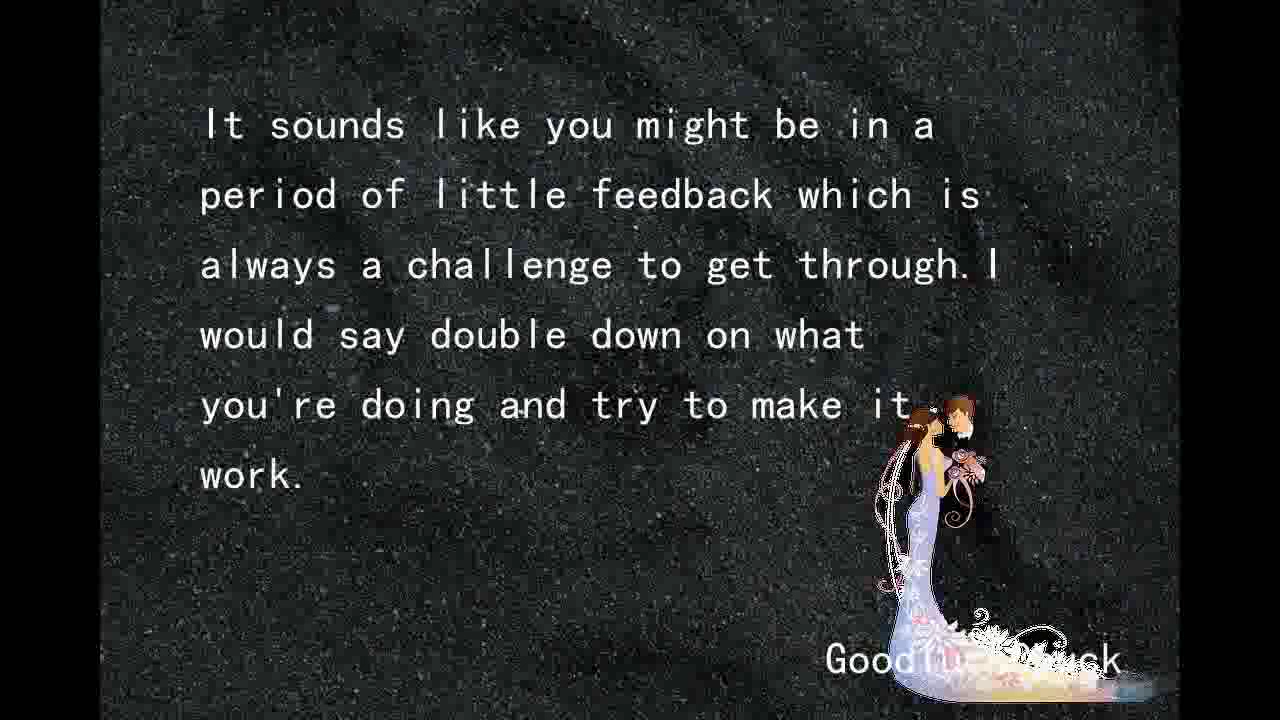 It sounds like you might be in a
period of little feedback which is
always a challenge to get through.I
would say double down on what
you're doing and try to make it
work.
Good